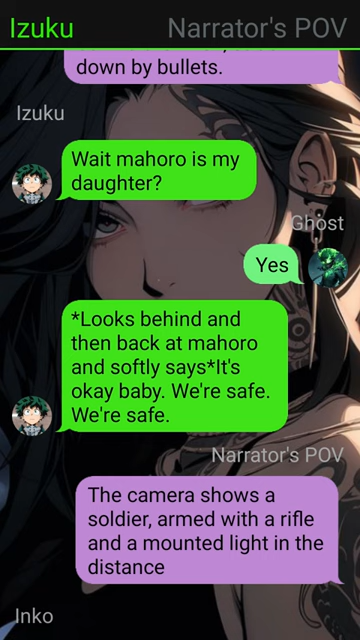 Izuku
Narrator's POV
down by bullets.
Izuku
Wait mahoro is my
daughter?
Ghost
Yes
*Looks behind and
then back at mahoro
and softly says*It's
okay baby. We're safe.
We're safe.
Narrator's POV
The camera shows a
soldier, armed with a rifle
and a mounted light in the
distance
Inko